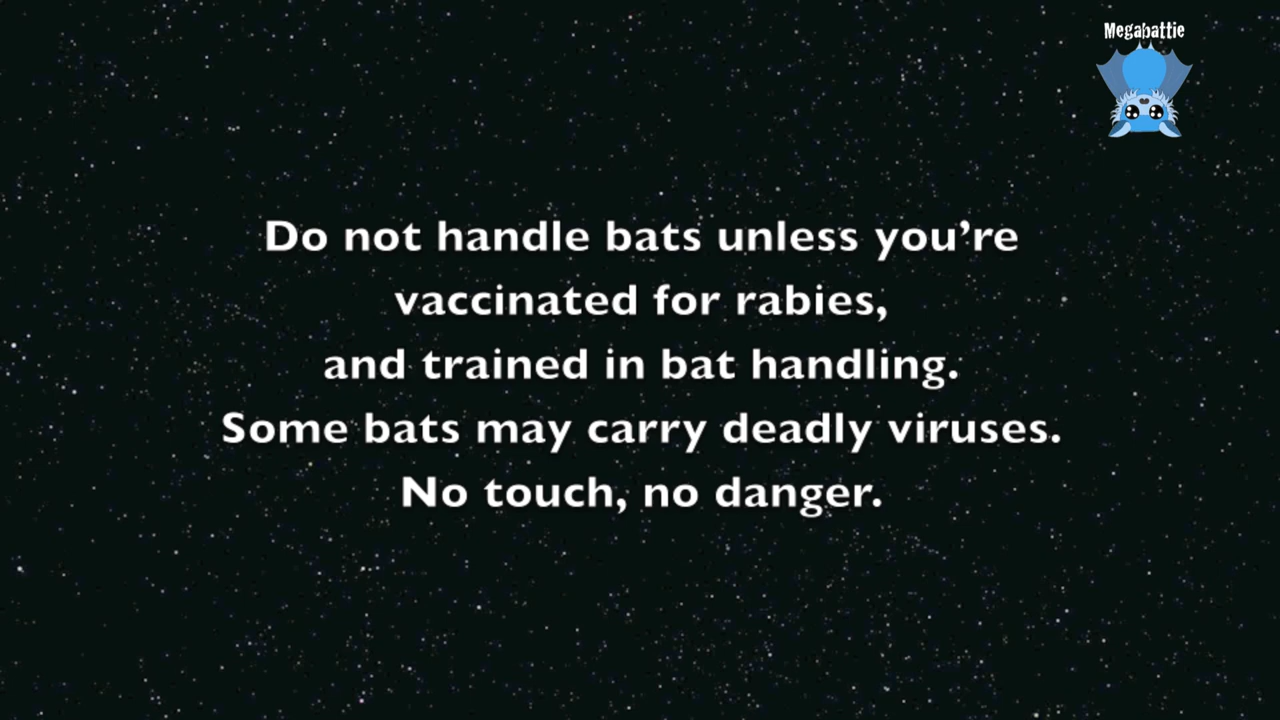 Megabattie
Do not handle bats unless you’re
vaccinated for rabies,
and trained in bat handling.
Some bats may carry deadly viruses.
No touch, no danger.